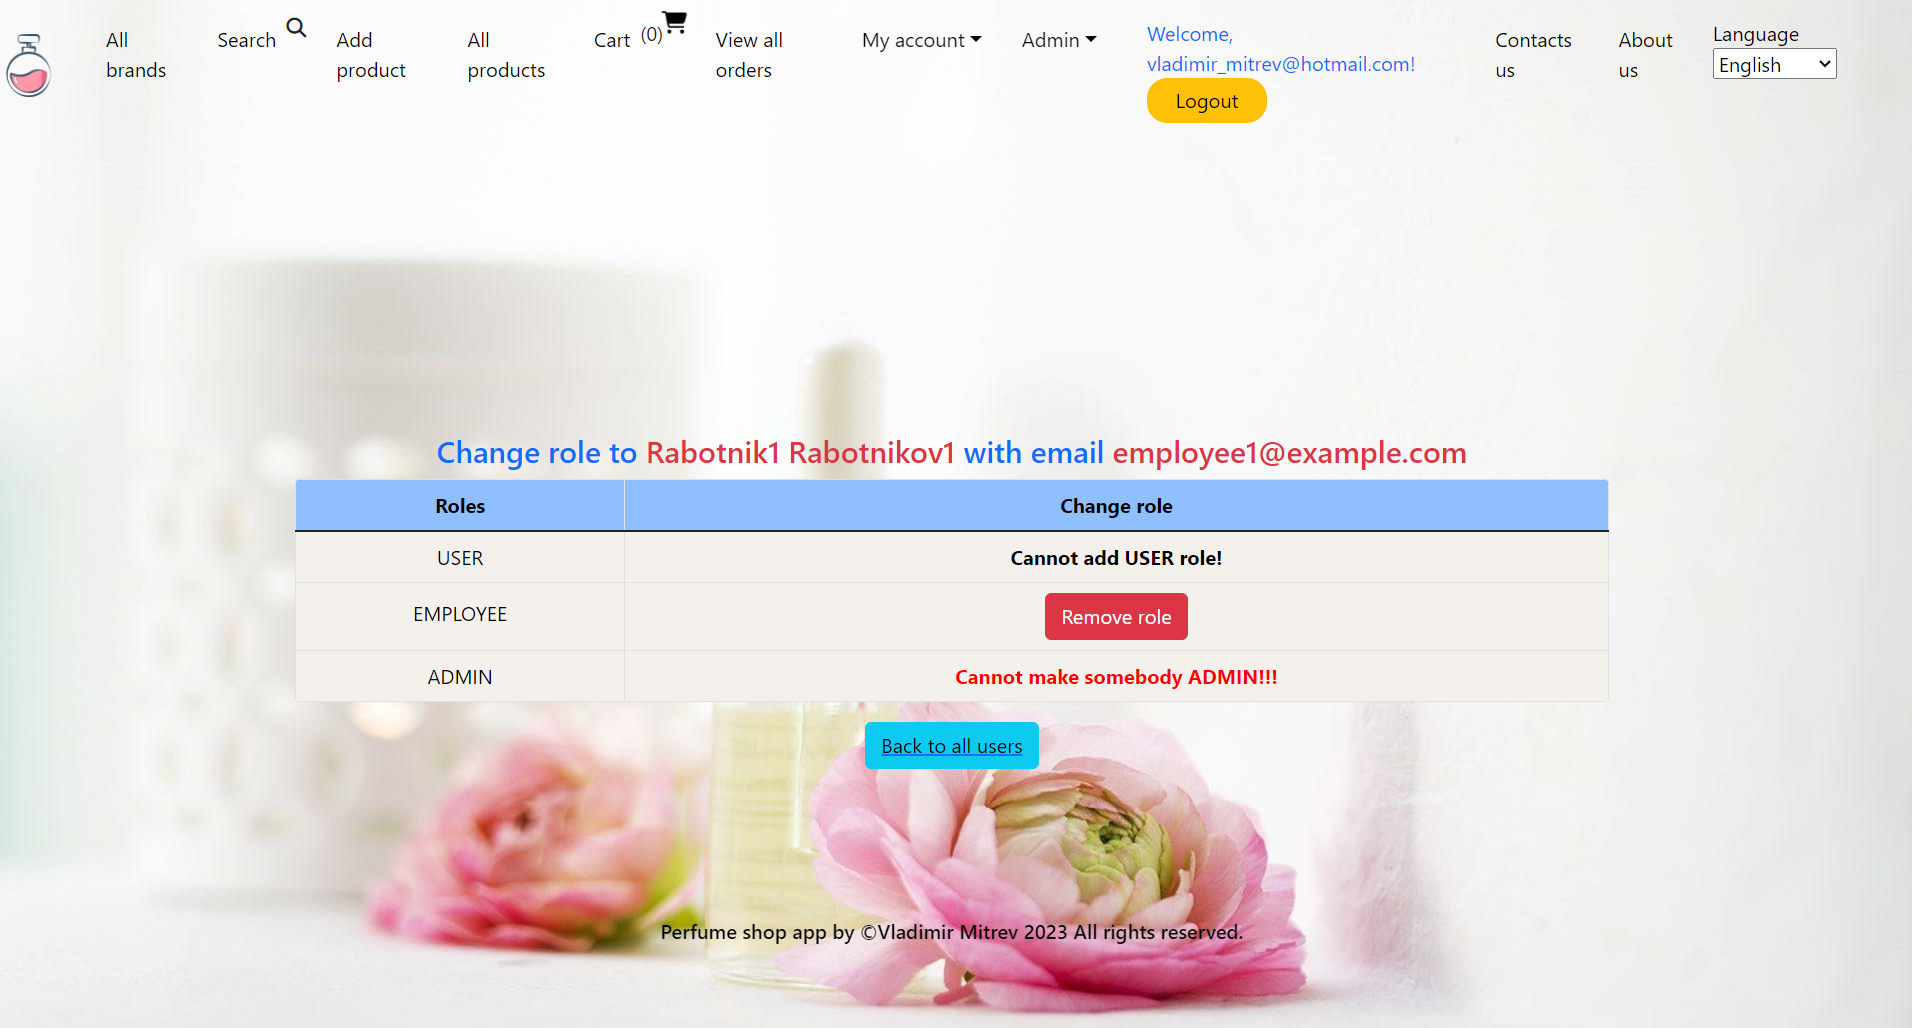 All brands
Search
Add product
All products
Cart (0)
View all orders
My account
Admin
Welcome,
vladimir_mitrev@hotmail.com!
Logout
Contacts us
About us
Language
English
Change role to Rabotnik1 Rabotnikov1 with email employee1@example.com
Roles Change role
USER Cannot add USER role!
EMPLOYEE Remove role
ADMIN Cannot make somebody ADMIN!!!
Back to all users
Perfume shop app by ©Vladimir Mitrev 2023 All rights reserved.